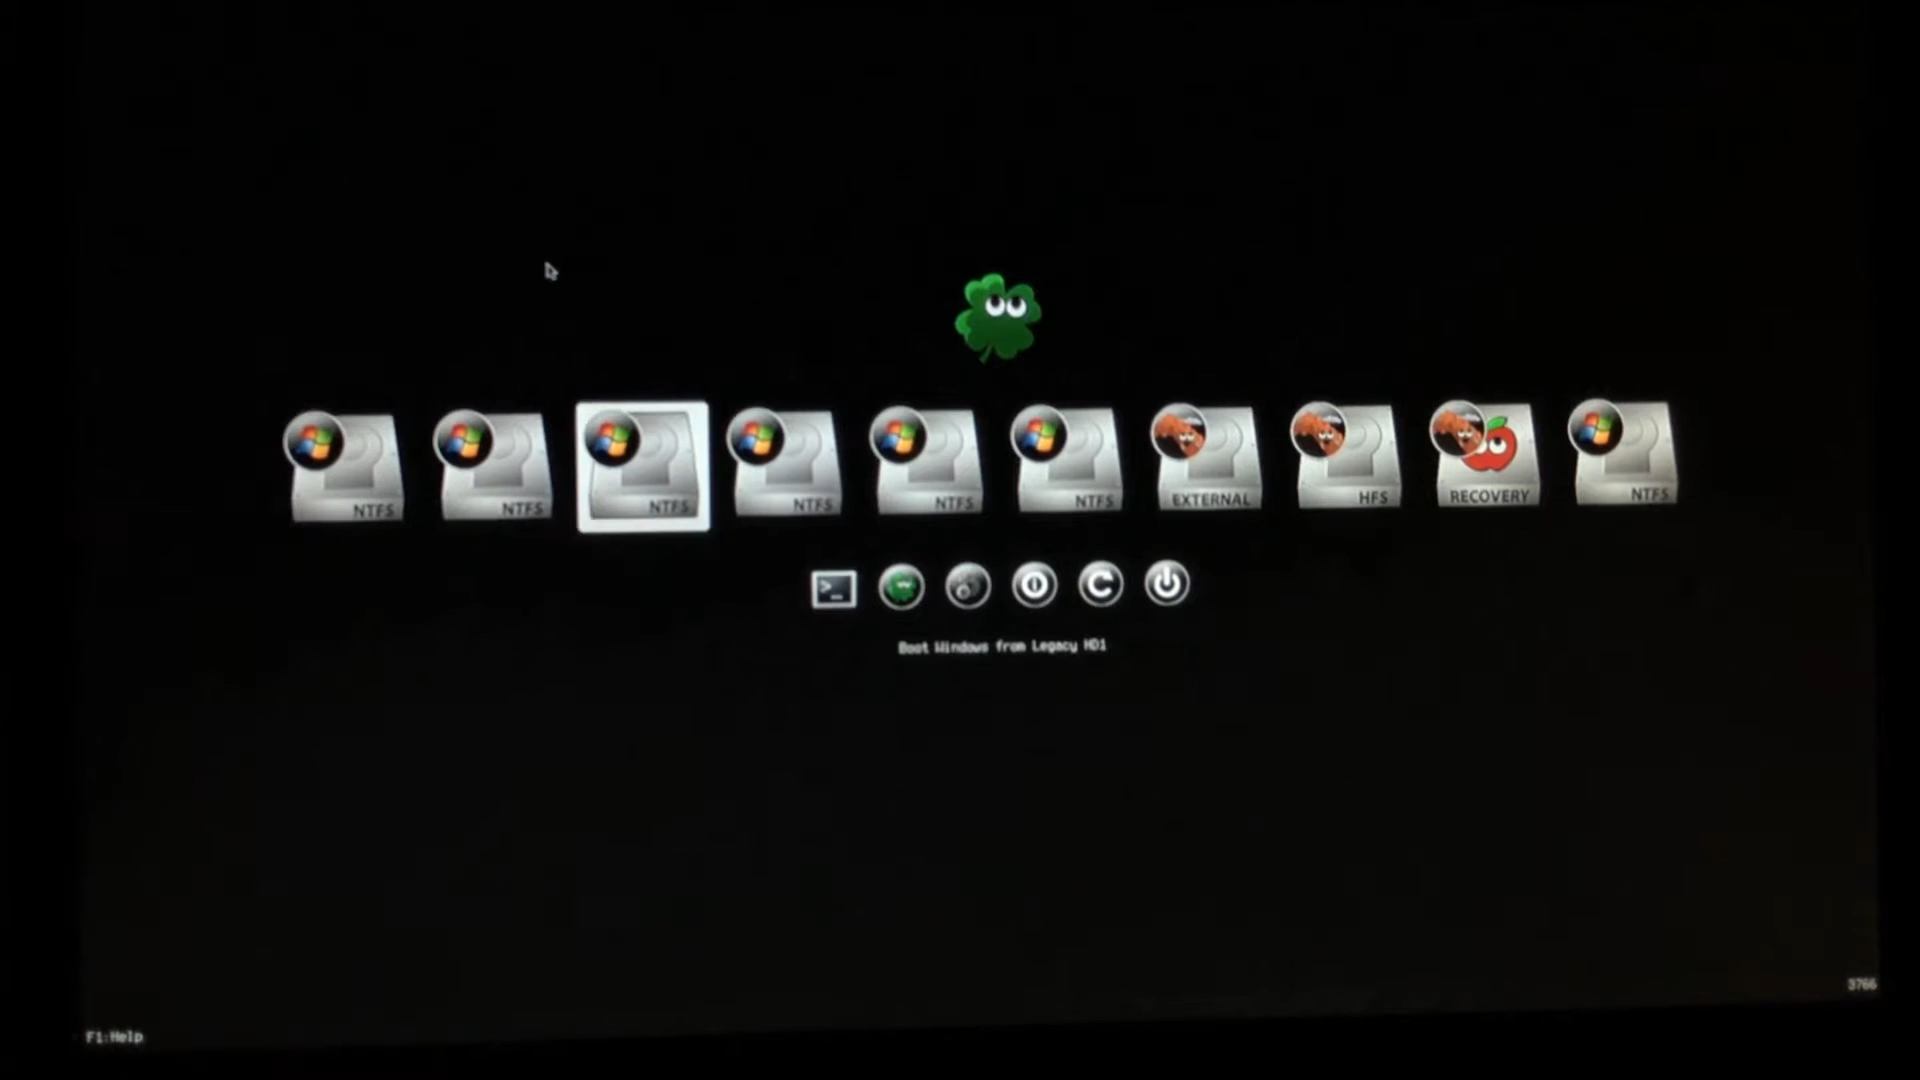 NTFS NTFS NTFS NTFS NTFS NTFS EXTERNAL HFS RECOVERY NTFS
>_
Boot Windows from Legacy HD1
3766
F1:Help